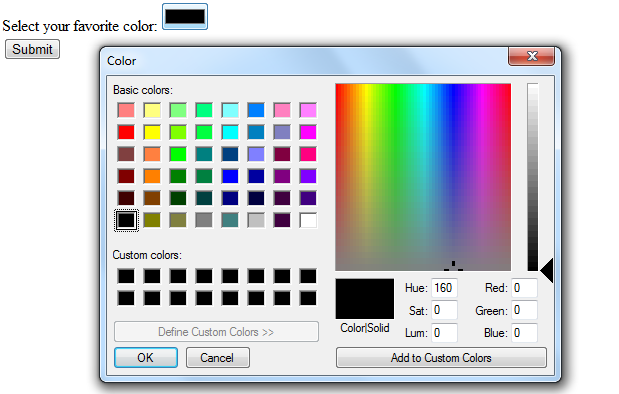 Select your favorite color:
Submit
Color
Basic colors:
Custom colors:
Define Custom Colors >>
OK Cancel
Color|Solid
Hue: 160 Red: 0
Sat: 0 Green: 0
Lum: 0 Blue: 0
Add to Custom Colors